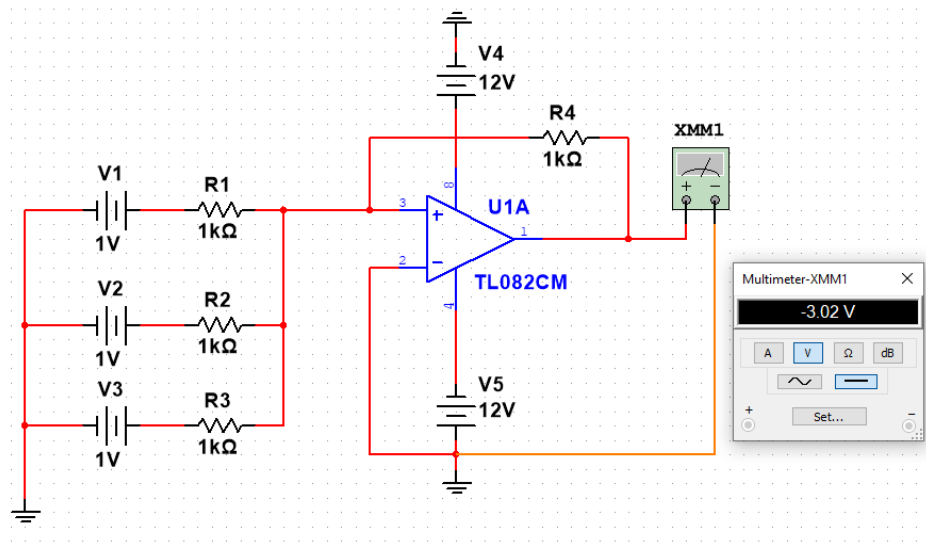 V4
12V
R4
1kΩ
XMM1
+ −
V1
1V
R1
1kΩ
8
3
+
U1A
1
2
−
TL082CM
4
V2
1V
R2
1kΩ
V3
1V
R3
1kΩ
V5
12V
Multimeter-XMM1
-3.02 V
A V Ω dB
+ Set... −